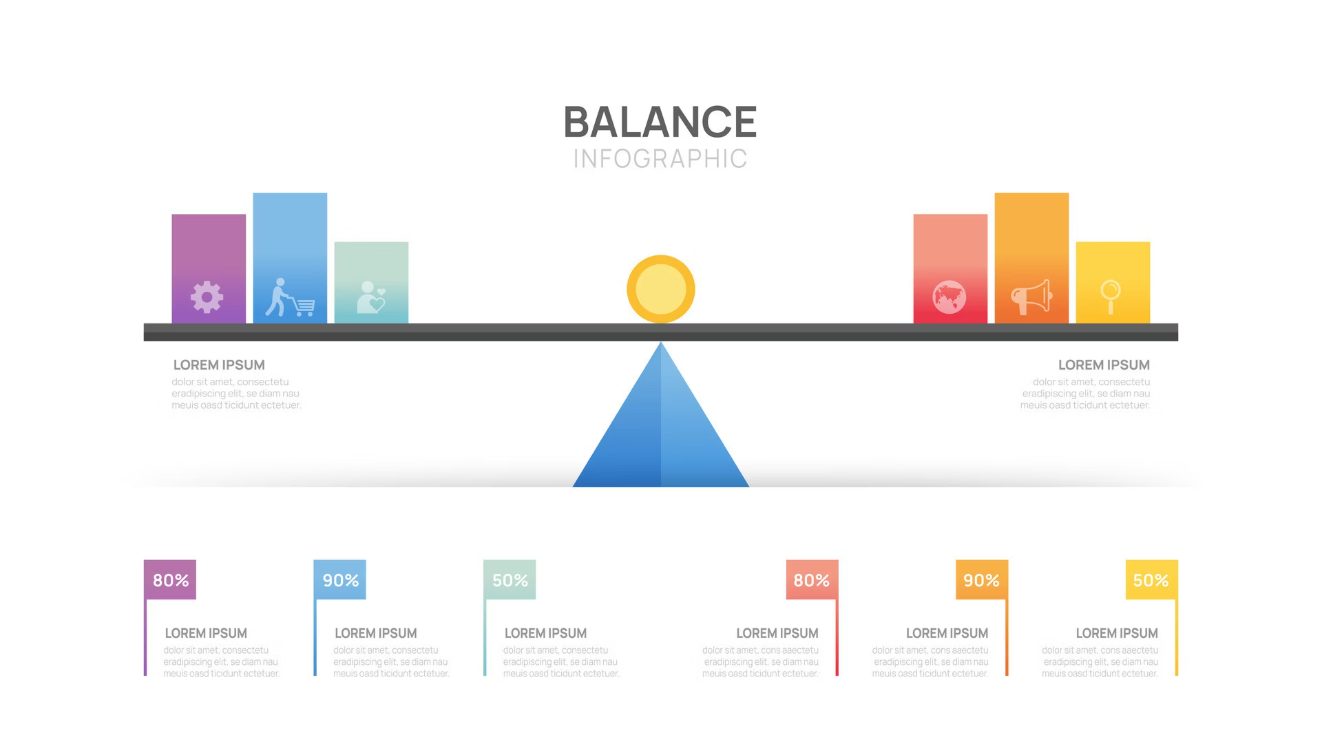 BALANCE
INFOGRAPHIC
LOREM IPSUM
dolor sit amet, consectetu
eradipiscing elit, se diam nau
meuis oasd ticidunt ectetuer.
LOREM IPSUM
dolor sit amet, consectetu
eradipiscing elit, se diam nau
meuis oasd ticidunt ectetuer.
80%
LOREM IPSUM
dolor sit amet, consectetu
eradipiscing elit, se diam nau
meuis oasd ticidunt ectetuer.
90%
LOREM IPSUM
dolor sit amet, consectetu
eradipiscing elit, se diam nau
meuis oasd ticidunt ectetuer.
50%
LOREM IPSUM
dolor sit amet, consectetu
eradipiscing elit, se diam nau
meuis oasd ticidunt ectetuer.
80%
LOREM IPSUM
dolor sit amet, cons aaectetu
eradipiscing elit, se diam nau
meuis oasd ticidunt ectetuer.
90%
LOREM IPSUM
dolor sit amet, cons aaectetu
eradipiscing elit, se diam nau
meuis oasd ticidunt ectetuer.
50%
LOREM IPSUM
dolor sit amet, cons aaectetu
eradipiscing elit, se diam nau
meuis oasd ticidunt ectetuer.